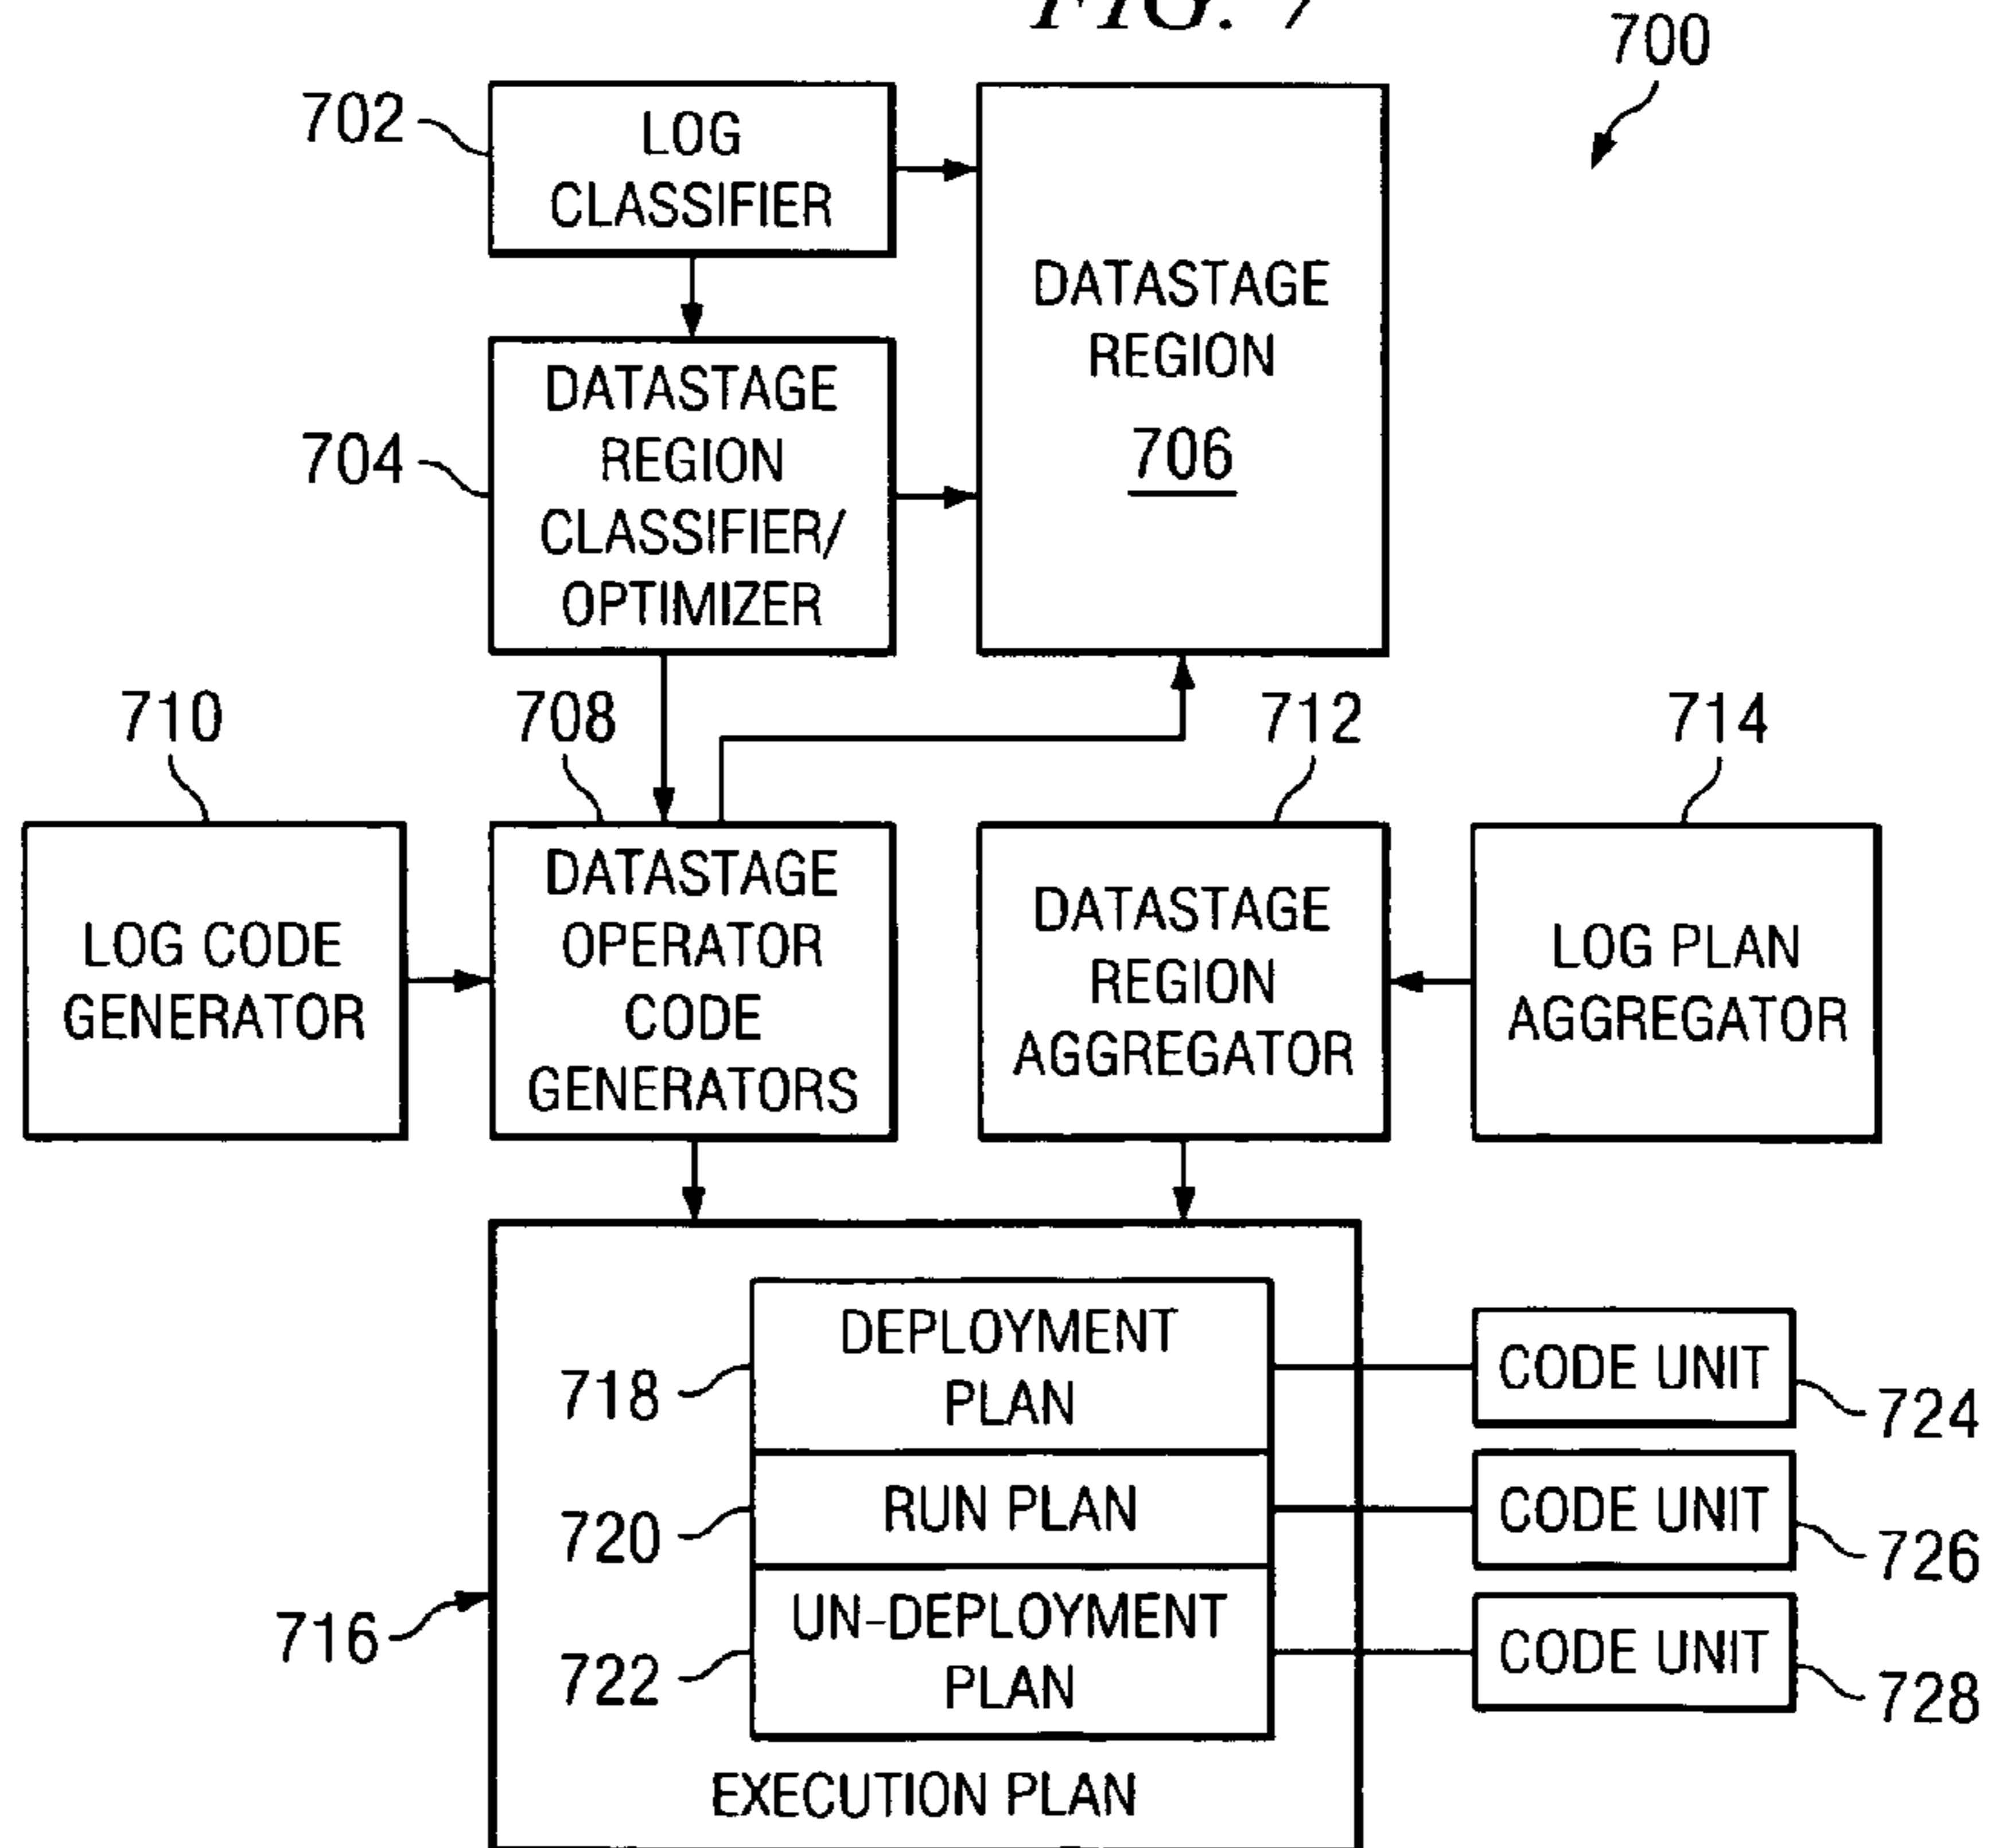 FIG. 7
700
702
LOG
CLASSIFIER
DATASTAGE
REGION
706
704
DATASTAGE
REGION
CLASSIFIER/
OPTIMIZER
710
708
712
714
LOG CODE
GENERATOR
DATASTAGE
OPERATOR
CODE
GENERATORS
DATASTAGE
REGION
AGGREGATOR
LOG PLAN
AGGREGATOR
718
DEPLOYMENT
PLAN
CODE UNIT
724
720
RUN PLAN
CODE UNIT
726
716
722
UN-DEPLOYMENT
PLAN
CODE UNIT
728
EXECUTION PLAN